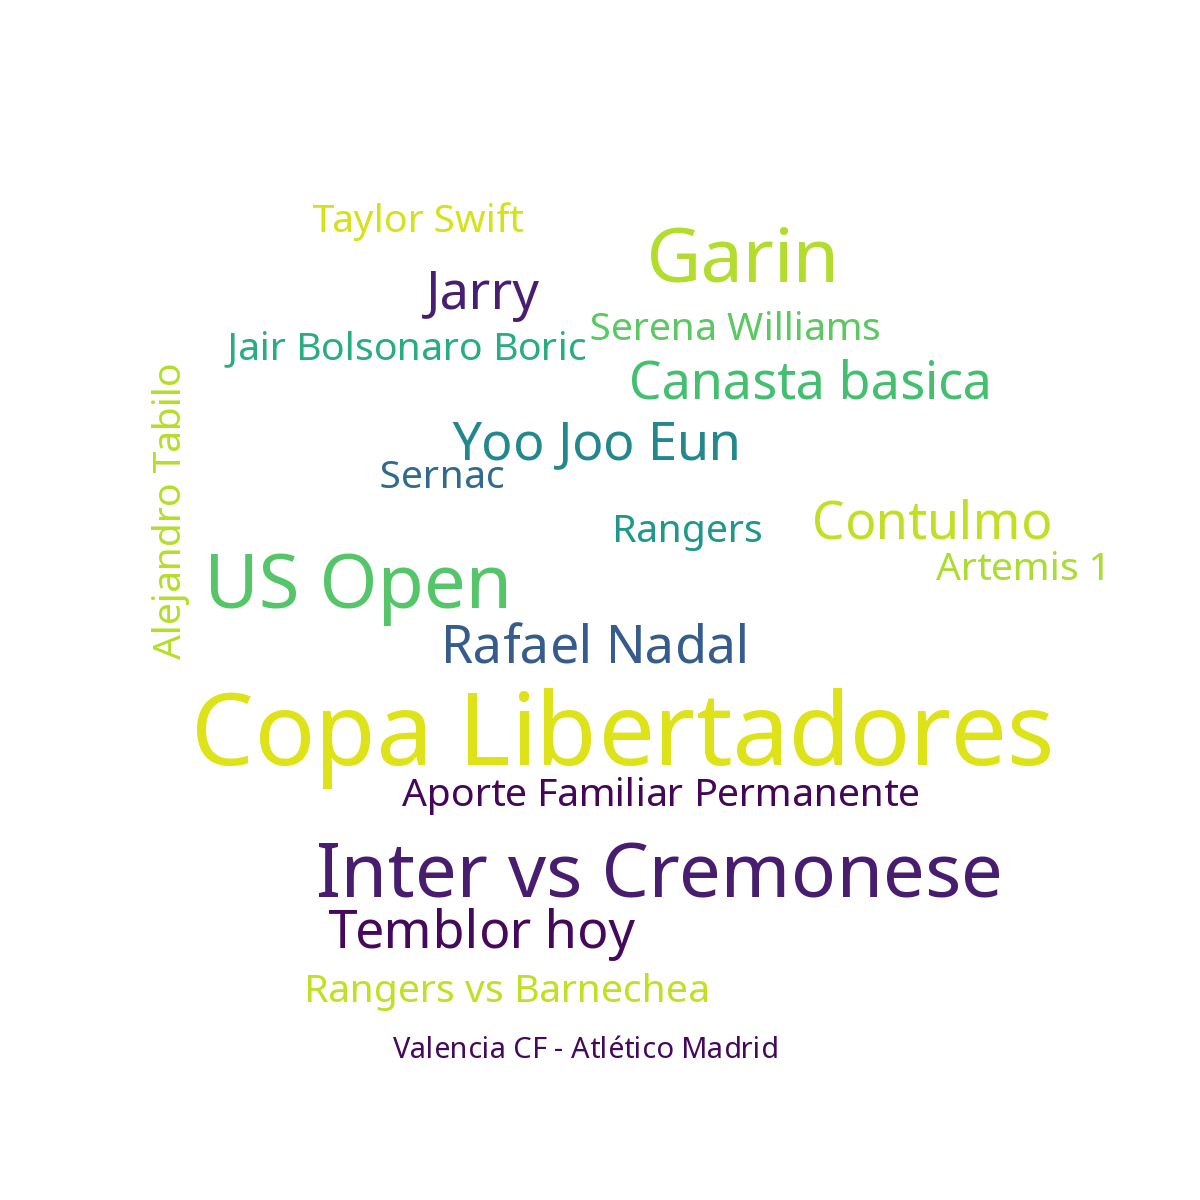 Taylor Swift
Garin
Jarry
Serena Williams
Jair Bolsonaro Boric
Canasta basica
Alejandro Tabilo
Yoo Joo Eun
Sernac
Rangers
Contulmo
Artemis 1
US Open
Rafael Nadal
Copa Libertadores
Aporte Familiar Permanente
Inter vs Cremonese
Temblor hoy
Rangers vs Barnechea
Valencia CF - Atlético Madrid